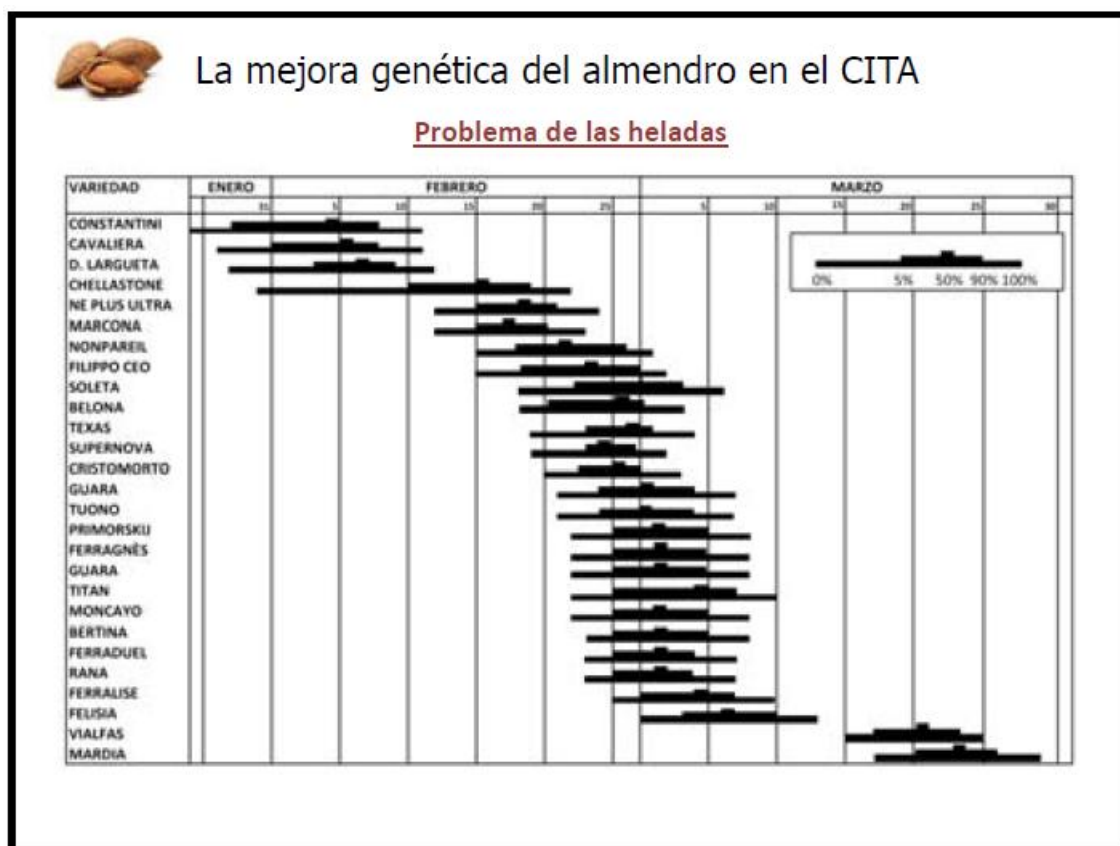 La mejora genética del almendro en el CITA
Problema de las heladas
VARIEDAD ENERO FEBRERO MARZO
31 5 10 15 20 25 5 10 15 20 25 30
CONSTANTINI
CAVALIERA
D. LARGUETA
CHELLASTONE
NE PLUS ULTRA
MARCONA
NONPAREIL
FILIPPO CEO
SOLETA
BELONA
TEXAS
SUPERNOVA
CRISTOMORTO
GUARA
TUONO
PRIMORSKIJ
FERRAGNÈS
GUARA
TITAN
MONCAYO
BERTINA
FERRADUEL
RANA
FERRALISE
FELISIA
VIALFAS
MARDIA
0% 5% 50% 90% 100%